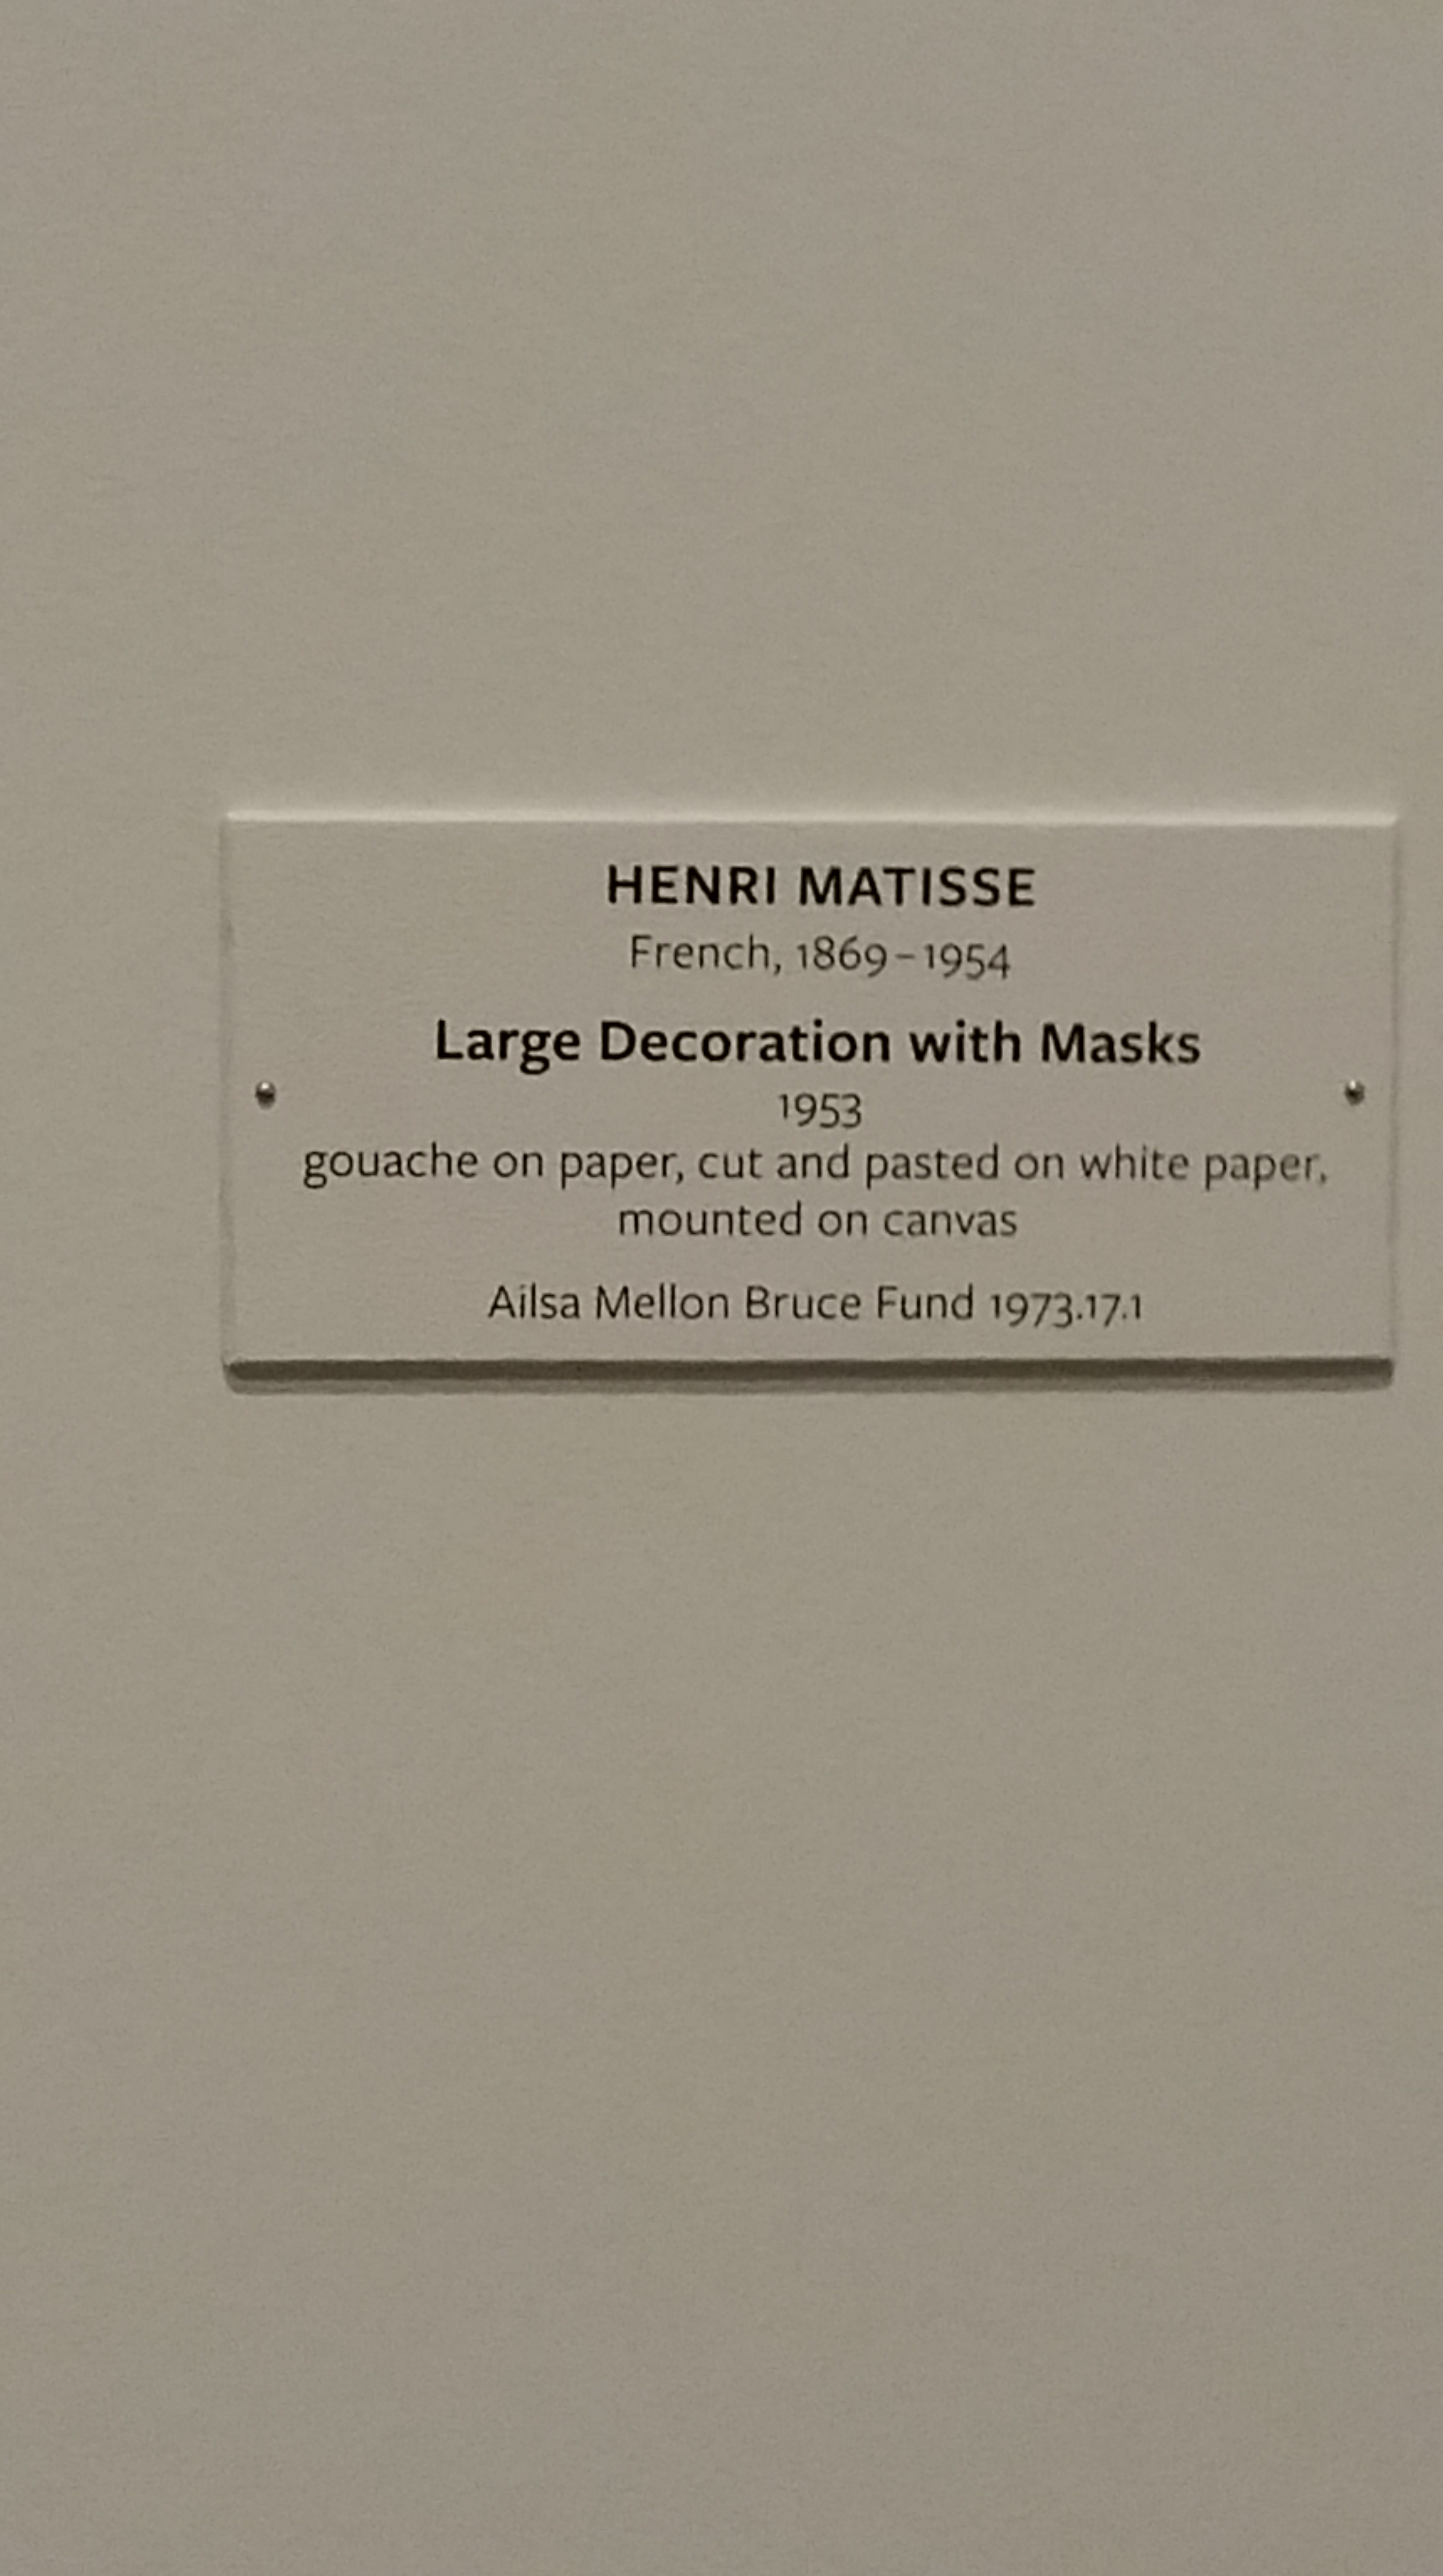 HENRI MATISSE
French, 1869–1954
Large Decoration with Masks
1953
gouache on paper, cut and pasted on white paper,
mounted on canvas
Ailsa Mellon Bruce Fund 1973.17.1